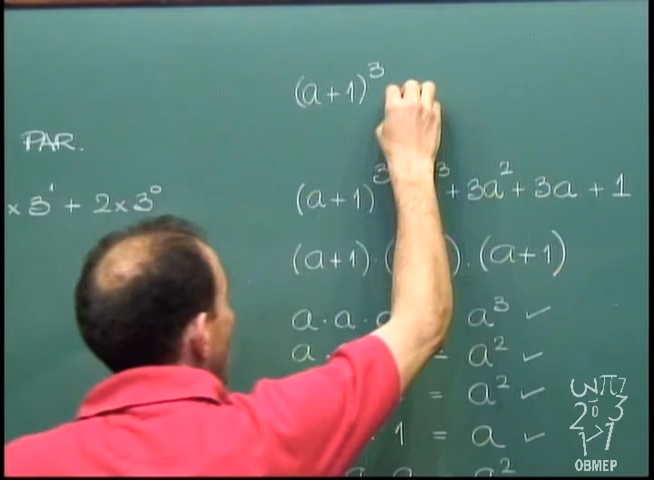 (a+1)³
PAR.
(a+1)³ ³ + 3a² + 3a + 1
× 3¹ + 2 × 3⁰
(a+1) · ( ) · (a+1)
a · a · a³ ✓
a · = a² ✓
= a² ✓
· 1 = a ✓
a²
OBMEP